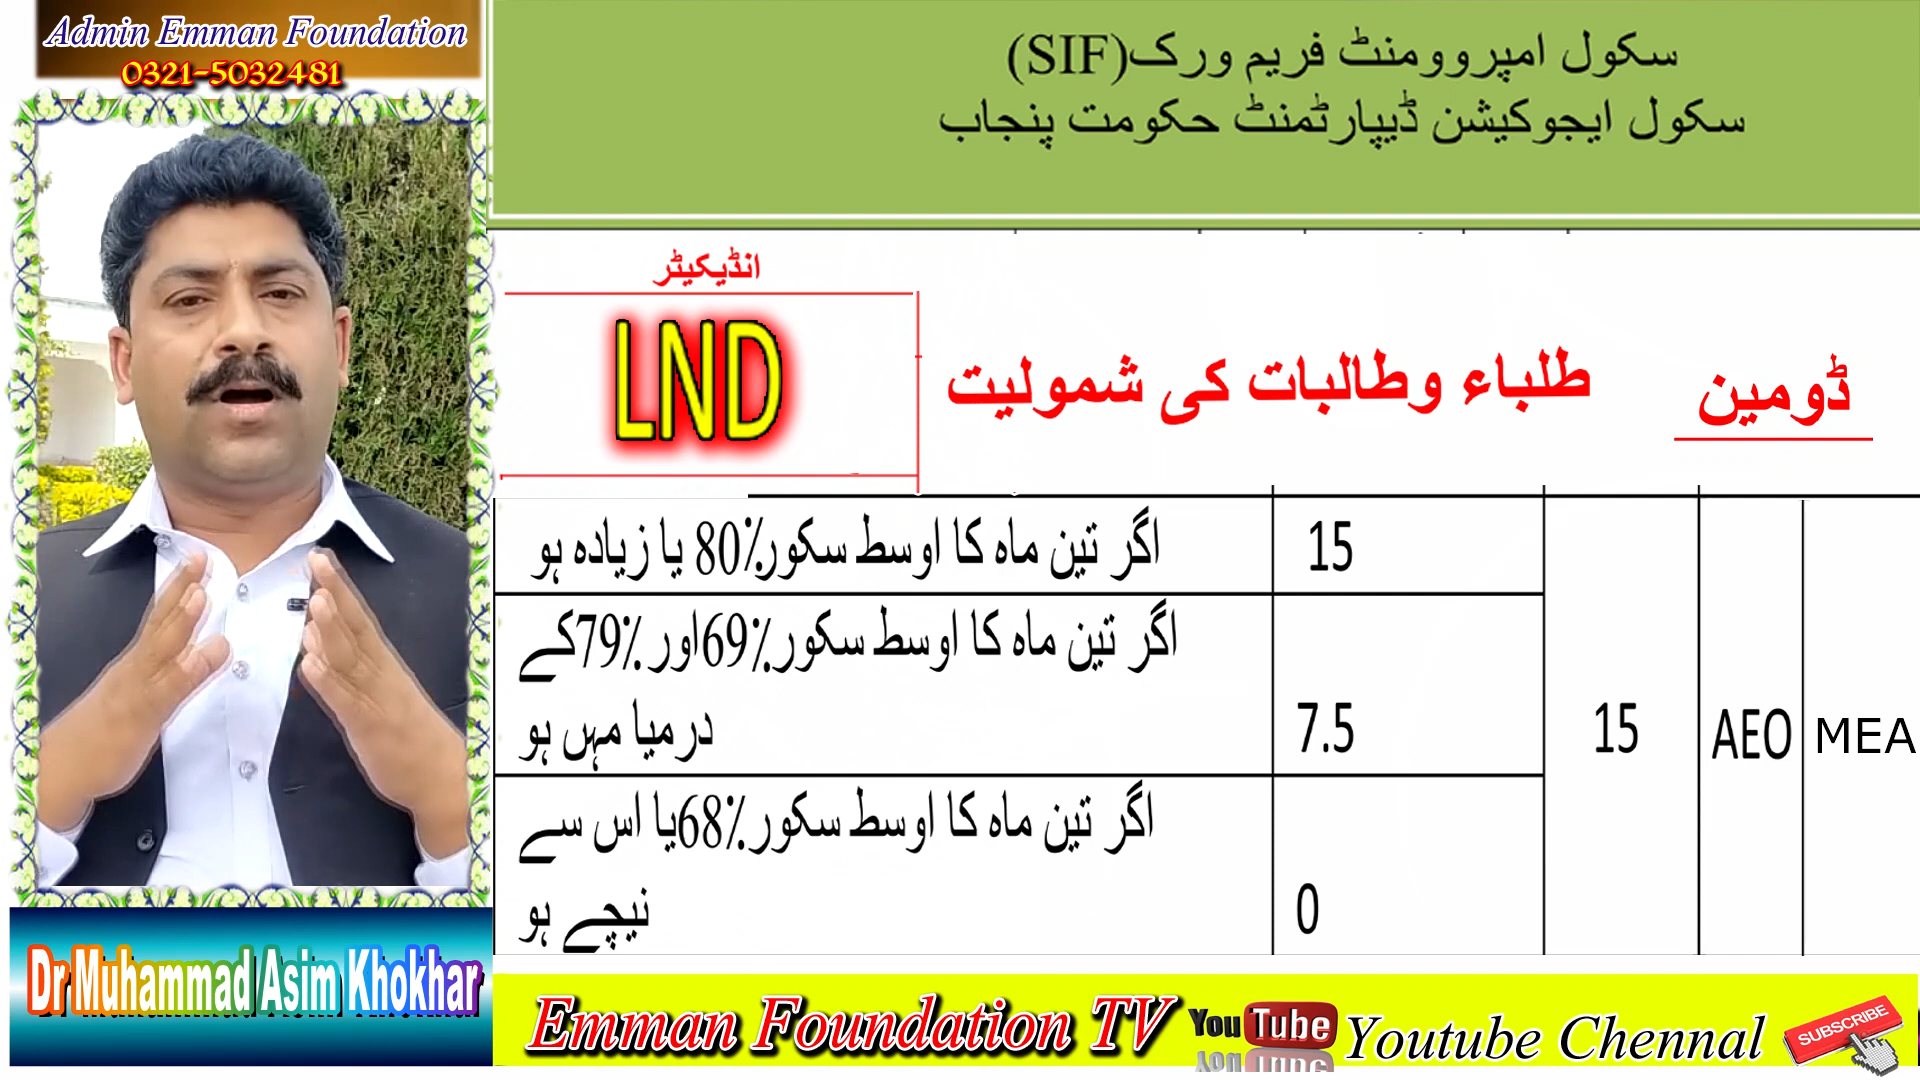 Admin Emman Foundation
0321-5032481
سکول امپروومنٹ فریم ورک(SIF)
سکول ایجوکیشن ڈیپارٹمنٹ حکومت پنجاب
انڈیکیٹر
LND
ڈومین
طلباء وطالبات کی شمولیت
اگر تین ماہ کا اوسط سکور80٪ یا زیادہ ہو
15
اگر تین ماہ کا اوسط سکور69٪اور79٪کے
درمیا مہں ہو
7.5
اگر تین ماہ کا اوسط سکور68٪یا اس سے
نیچے ہو
0
15
AEO
MEA
Dr Muhammad Asim Khokhar
Emman Foundation TV
YouTube
Youtube Chennal
SUBSCRIBE